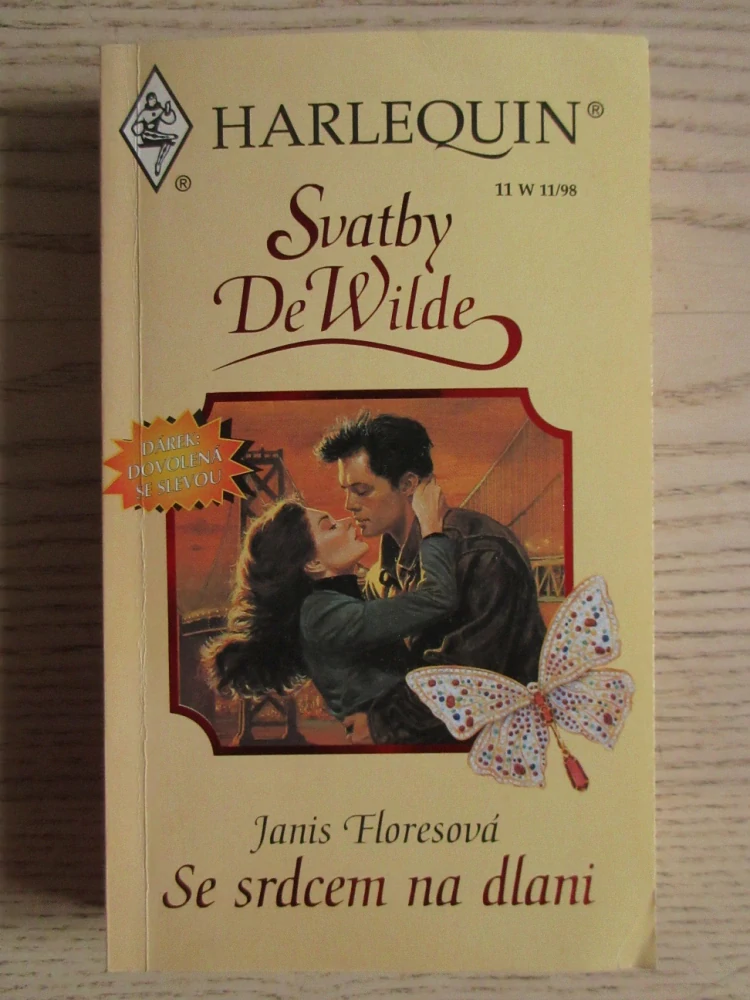 HARLEQUIN®
®
11 W 11/98
Svatby
DeWilde
DÁREK:
DOVOLENÁ
SE SLEVOU
Janis Floresová
Se srdcem na dlani